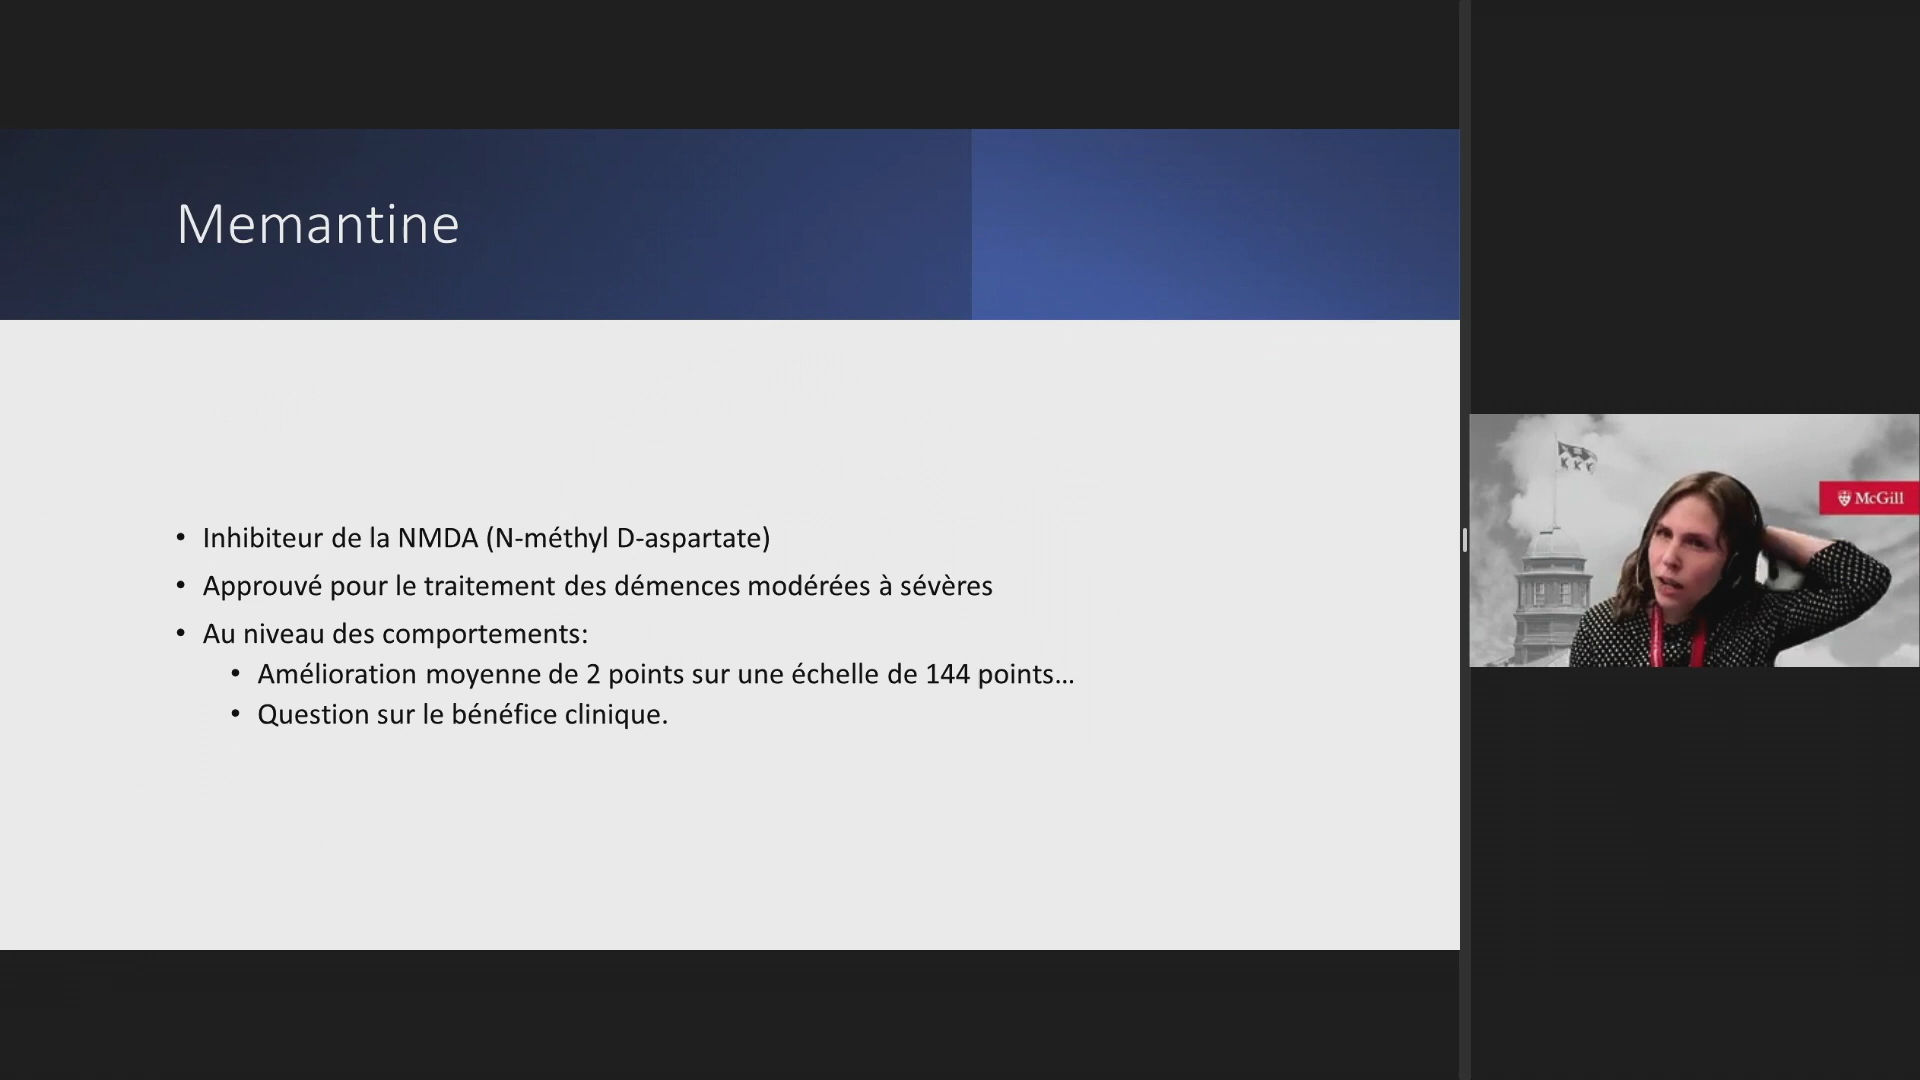 Memantine
• Inhibiteur de la NMDA (N-méthyl D-aspartate)
• Approuvé pour le traitement des démences modérées à sévères
• Au niveau des comportements:
• Amélioration moyenne de 2 points sur une échelle de 144 points...
• Question sur le bénéfice clinique.
McGill